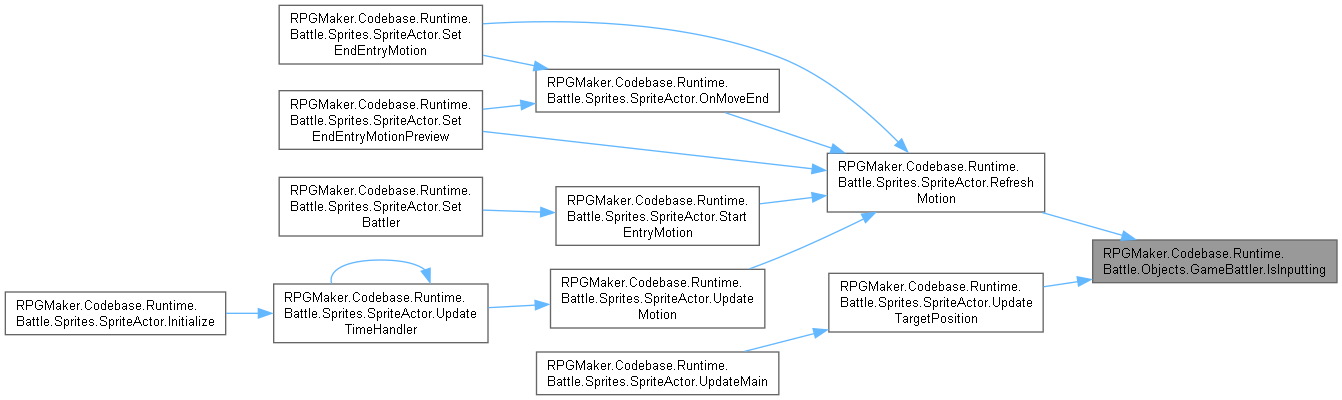 RPGMaker.Codebase.Runtime.
Battle.Sprites.SpriteActor.Set
EndEntryMotion
RPGMaker.Codebase.Runtime.
Battle.Sprites.SpriteActor.OnMoveEnd
RPGMaker.Codebase.Runtime.
Battle.Sprites.SpriteActor.Set
EndEntryMotionPreview
RPGMaker.Codebase.Runtime.
Battle.Sprites.SpriteActor.Refresh
Motion
RPGMaker.Codebase.Runtime.
Battle.Sprites.SpriteActor.Set
Battler
RPGMaker.Codebase.Runtime.
Battle.Sprites.SpriteActor.Start
EntryMotion
RPGMaker.Codebase.Runtime.
Battle.Objects.GameBattler.IsInputting
RPGMaker.Codebase.Runtime.
Battle.Sprites.SpriteActor.Initialize
RPGMaker.Codebase.Runtime.
Battle.Sprites.SpriteActor.Update
TimeHandler
RPGMaker.Codebase.Runtime.
Battle.Sprites.SpriteActor.Update
Motion
RPGMaker.Codebase.Runtime.
Battle.Sprites.SpriteActor.Update
TargetPosition
RPGMaker.Codebase.Runtime.
Battle.Sprites.SpriteActor.UpdateMain